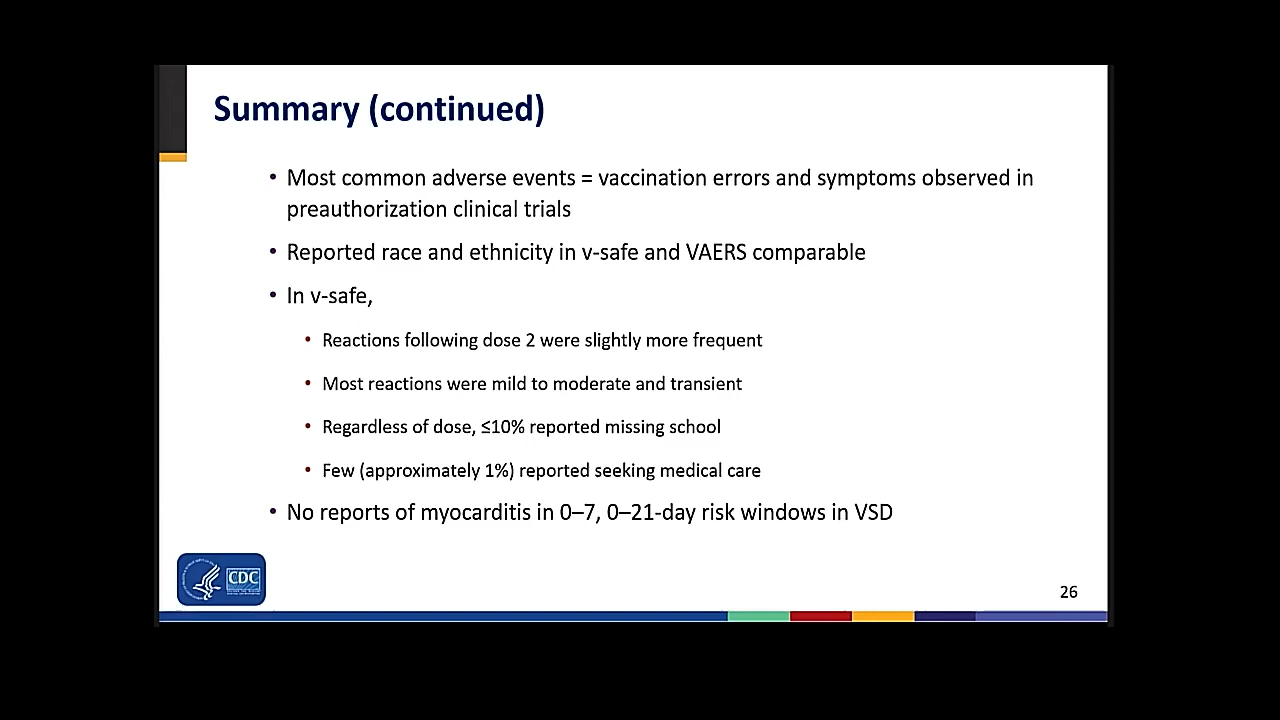 Summary (continued)
• Most common adverse events = vaccination errors and symptoms observed in
preauthorization clinical trials
• Reported race and ethnicity in v-safe and VAERS comparable
• In v-safe,
• Reactions following dose 2 were slightly more frequent
• Most reactions were mild to moderate and transient
• Regardless of dose, ≤10% reported missing school
• Few (approximately 1%) reported seeking medical care
• No reports of myocarditis in 0–7, 0–21-day risk windows in VSD
CDC
26